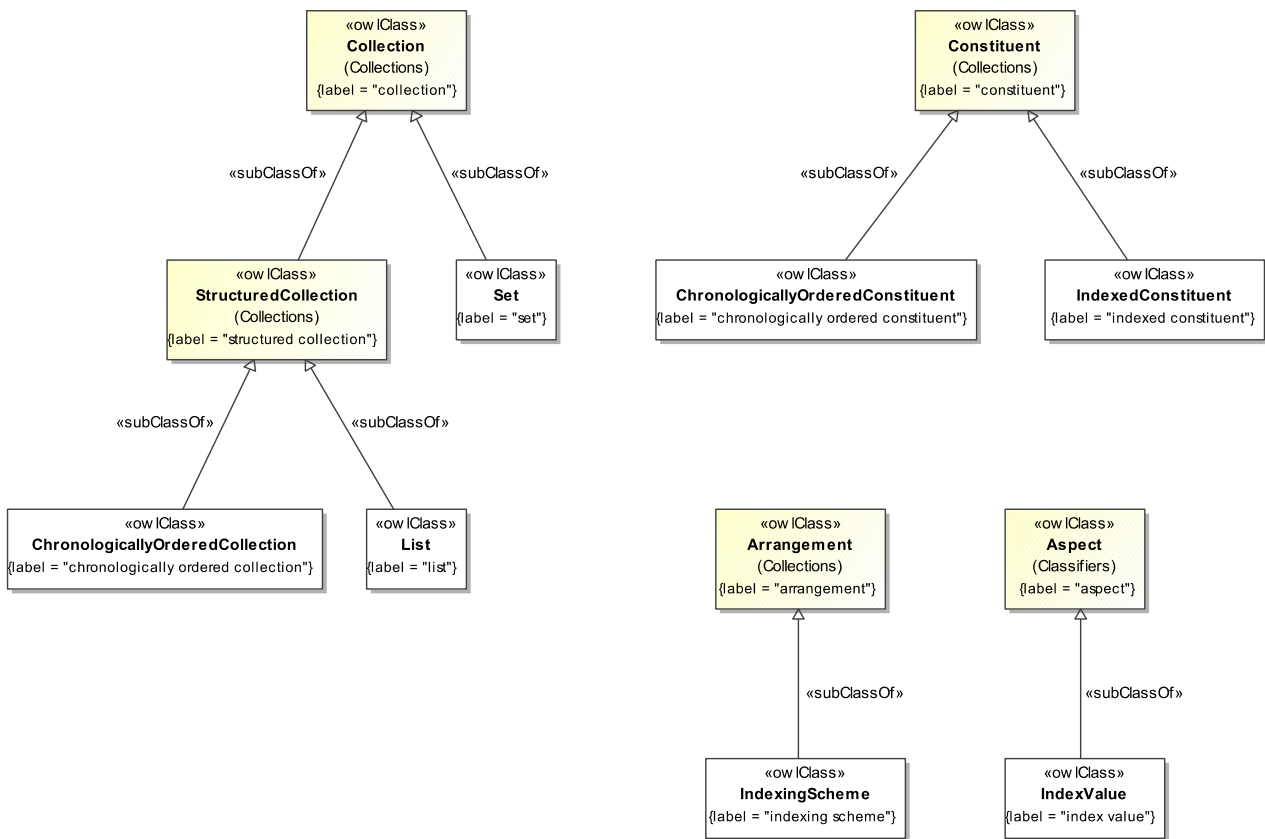 «owlClass»
Collection
(Collections)
{label = "collection"}
«owlClass»
Constituent
(Collections)
{label = "constituent"}
«subClassOf»
«subClassOf»
«subClassOf»
«subClassOf»
«owlClass»
StructuredCollection
(Collections)
{label = "structured collection"}
«owlClass»
Set
{label = "set"}
«owlClass»
ChronologicallyOrderedConstituent
{label = "chronologically ordered constituent"}
«owlClass»
IndexedConstituent
{label = "indexed constituent"}
«subClassOf»
«subClassOf»
«owlClass»
ChronologicallyOrderedCollection
{label = "chronologically ordered collection"}
«owlClass»
List
{label = "list"}
«owlClass»
Arrangement
(Collections)
{label = "arrangement"}
«owlClass»
Aspect
(Classifiers)
{label = "aspect"}
«subClassOf»
«subClassOf»
«owlClass»
IndexingScheme
{label = "indexing scheme"}
«owlClass»
IndexValue
{label = "index value"}